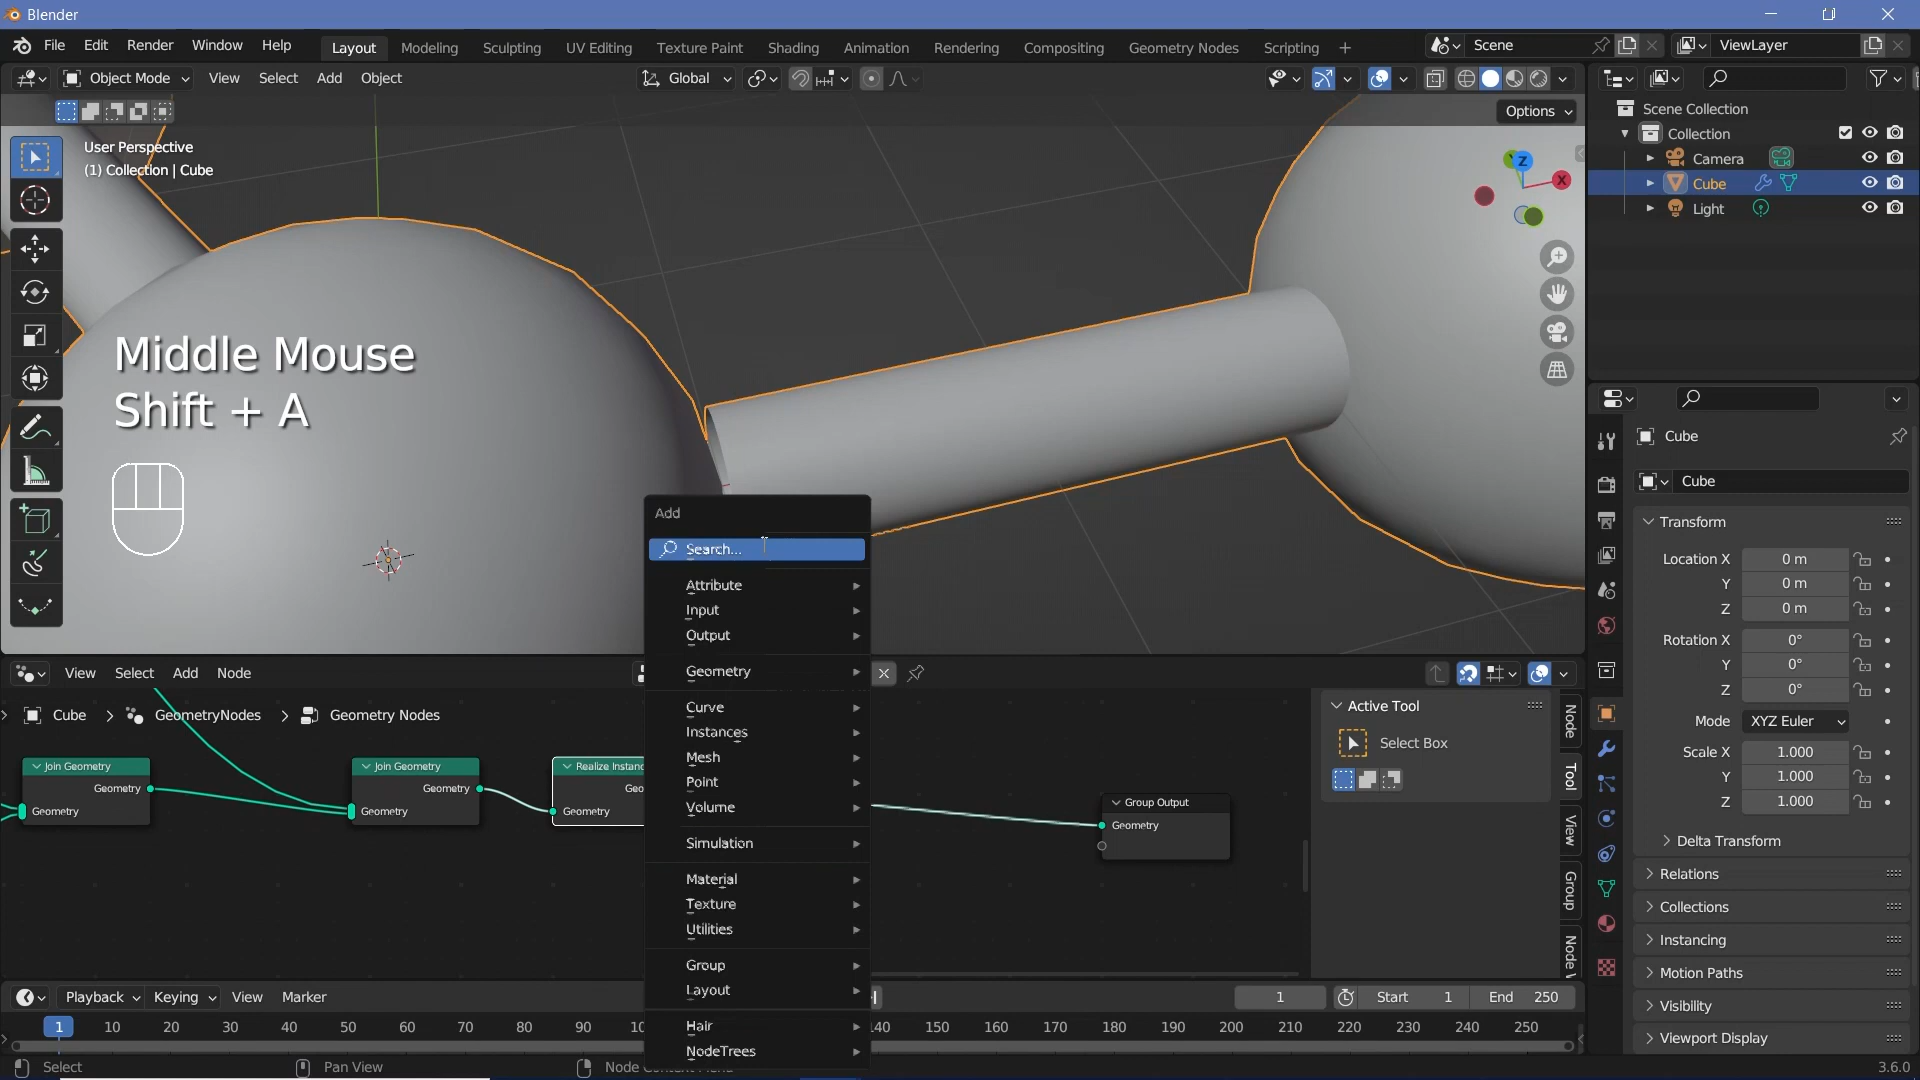 Blender
File Edit Render Window Help Layout Modeling Sculpting UV Editing Texture Paint Shading Animation Rendering Compositing Geometry Nodes Scripting + Scene ViewLayer
Object Mode View Select Add Object Global
Options
User Perspective
(1) Collection | Cube
Z
X
Middle Mouse
Shift + A
Scene Collection
Collection
Camera
Cube
Light
Add
Search...
Attribute
Input
Output
Geometry
Curve
Instances
Mesh
Point
Volume
Simulation
Material
Texture
Utilities
Group
Layout
Hair
NodeTrees
View Select Add Node
Cube > GeometryNodes > Geometry Nodes
Join Geometry
Geometry
Geometry
Join Geometry
Geometry
Geometry
Realize Instanc
Geo
Geometry
Group Output
Geometry
Active Tool
Select Box
Node
Tool
View
Group
Cube
Cube
Transform
Location X 0 m
Y 0 m
Z 0 m
Rotation X 0°
Y 0°
Z 0°
Mode XYZ Euler
Scale X 1.000
Y 1.000
Z 1.000
Delta Transform
Relations
Collections
Instancing
Motion Paths
Visibility
Viewport Display
Playback Keying View Marker 1 Start 1 End 250
1 10 20 30 40 50 60 70 80 90 10 140 150 160 170 180 190 200 210 220 230 240 250
Select Pan View Node 3.6.0